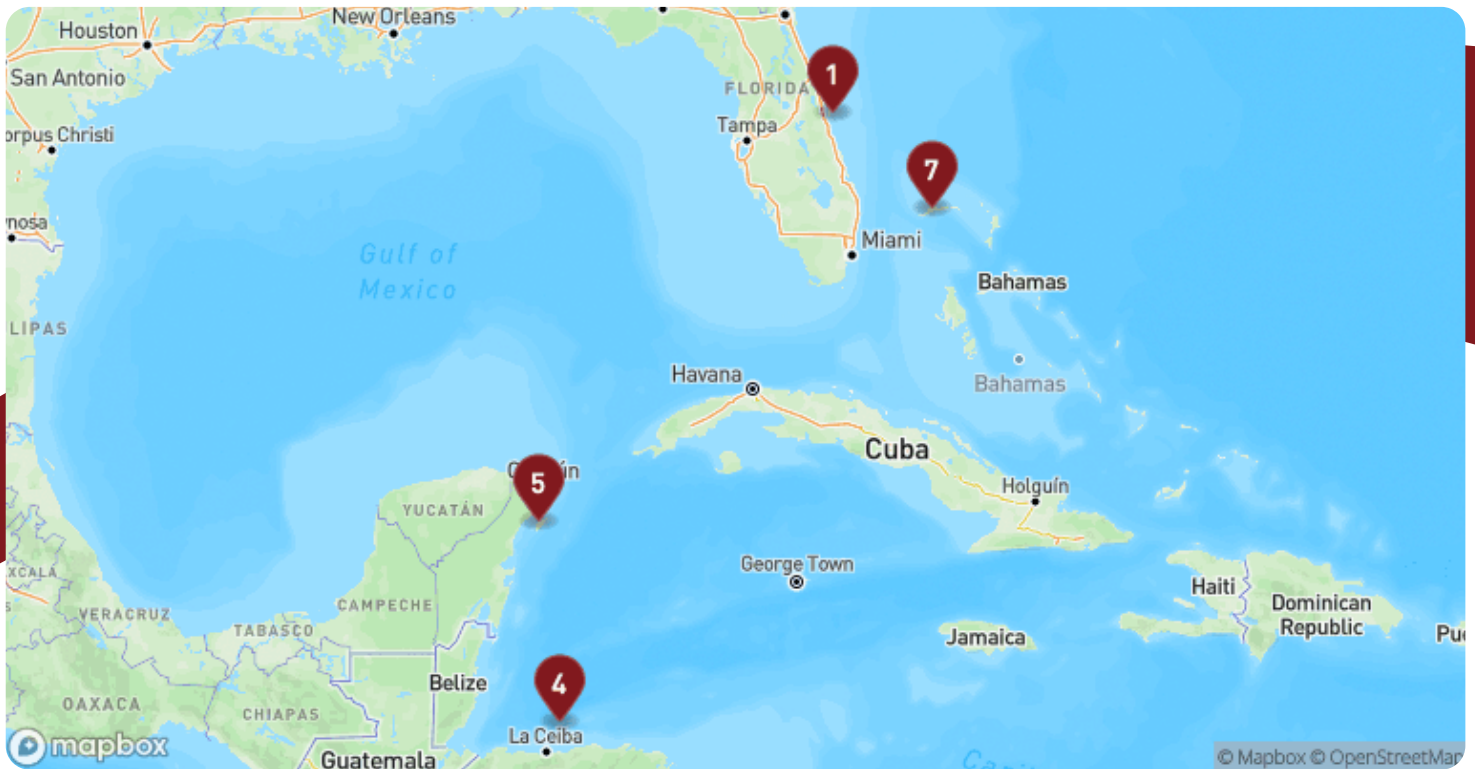 New Orleans
Houston
San Antonio
FLORIDA
1
Tampa
orpus Christi
7
nosa
Miami
Gulf of
Mexico
Bahamas
LIPAS
Havana
Bahamas
Cuba
5
YUCATÁN
Holguín
George Town
XCALA
Haiti
VERACRUZ
CAMPECHE
Dominican
Republic
TABASCO
Jamaica
Pue
4
Belize
OAXACA
CHIAPAS
La Ceiba
mapbox
Guatemala
© Mapbox © OpenStreetMap